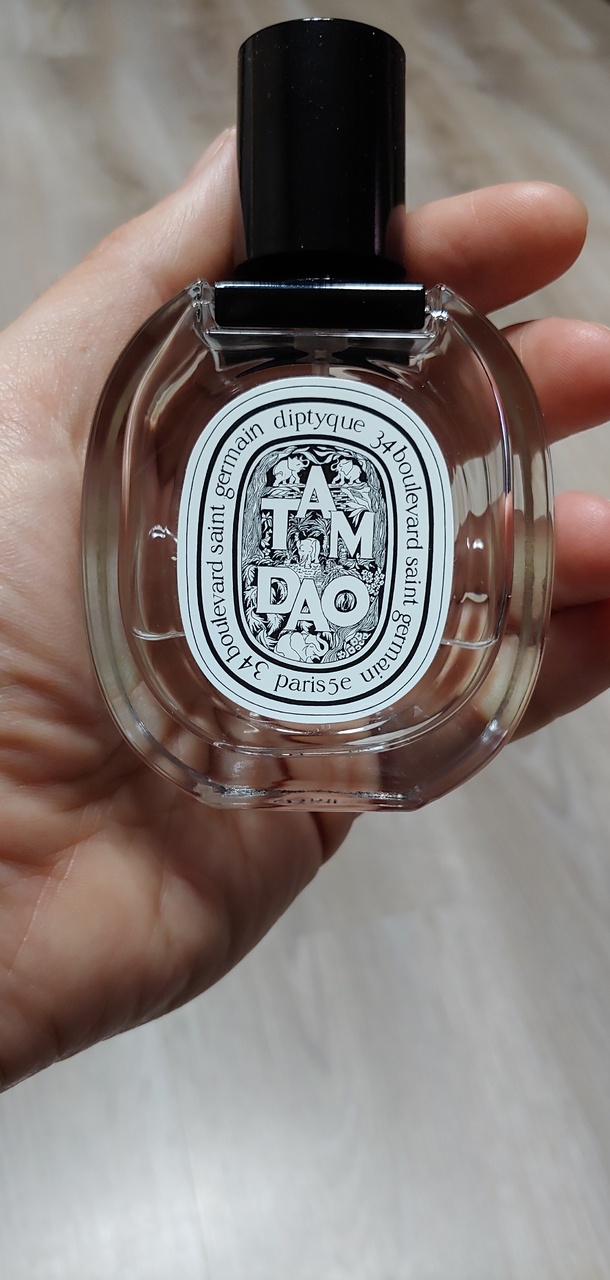 diptyque
34 boulevard saint germain
paris 5e
34 boulevard saint germain
TAM
DAO